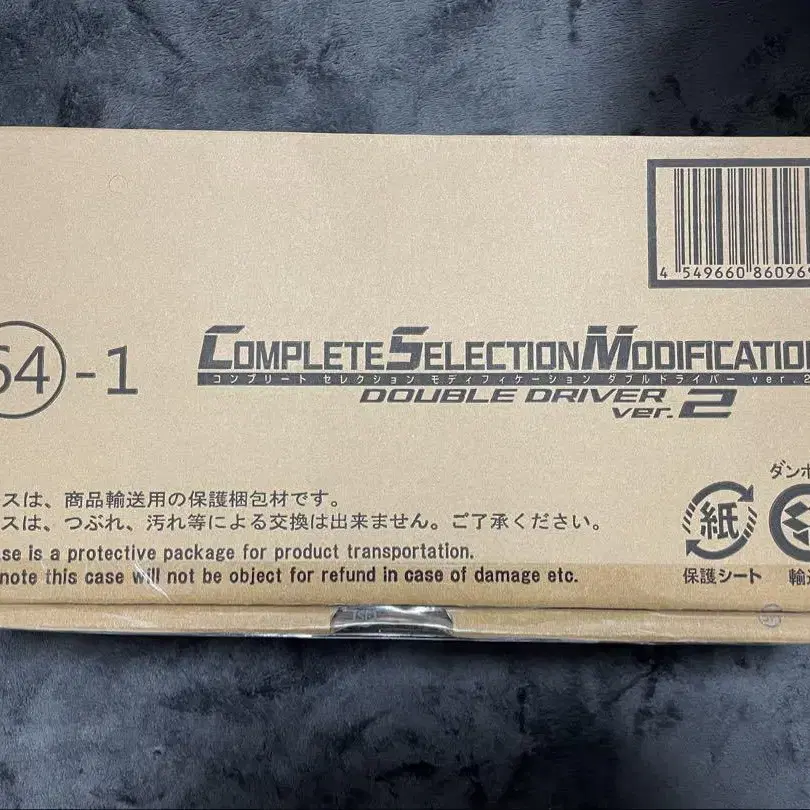 4 549660 86096
64-1
COMPLETE SELECTION MODIFICATION
コンプリート セレクション モディフィケーション ダブルドライバー ver.2
DOUBLE DRIVER
ver.2
スは、商品輸送用の保護梱包材です。
スは、つぶれ、汚れ等による交換は出来ません。ご了承ください。
is a protective package for product transportation.
note this case will not be object for refund in case of damage etc.
ダンボ
紙
保護シート
輸